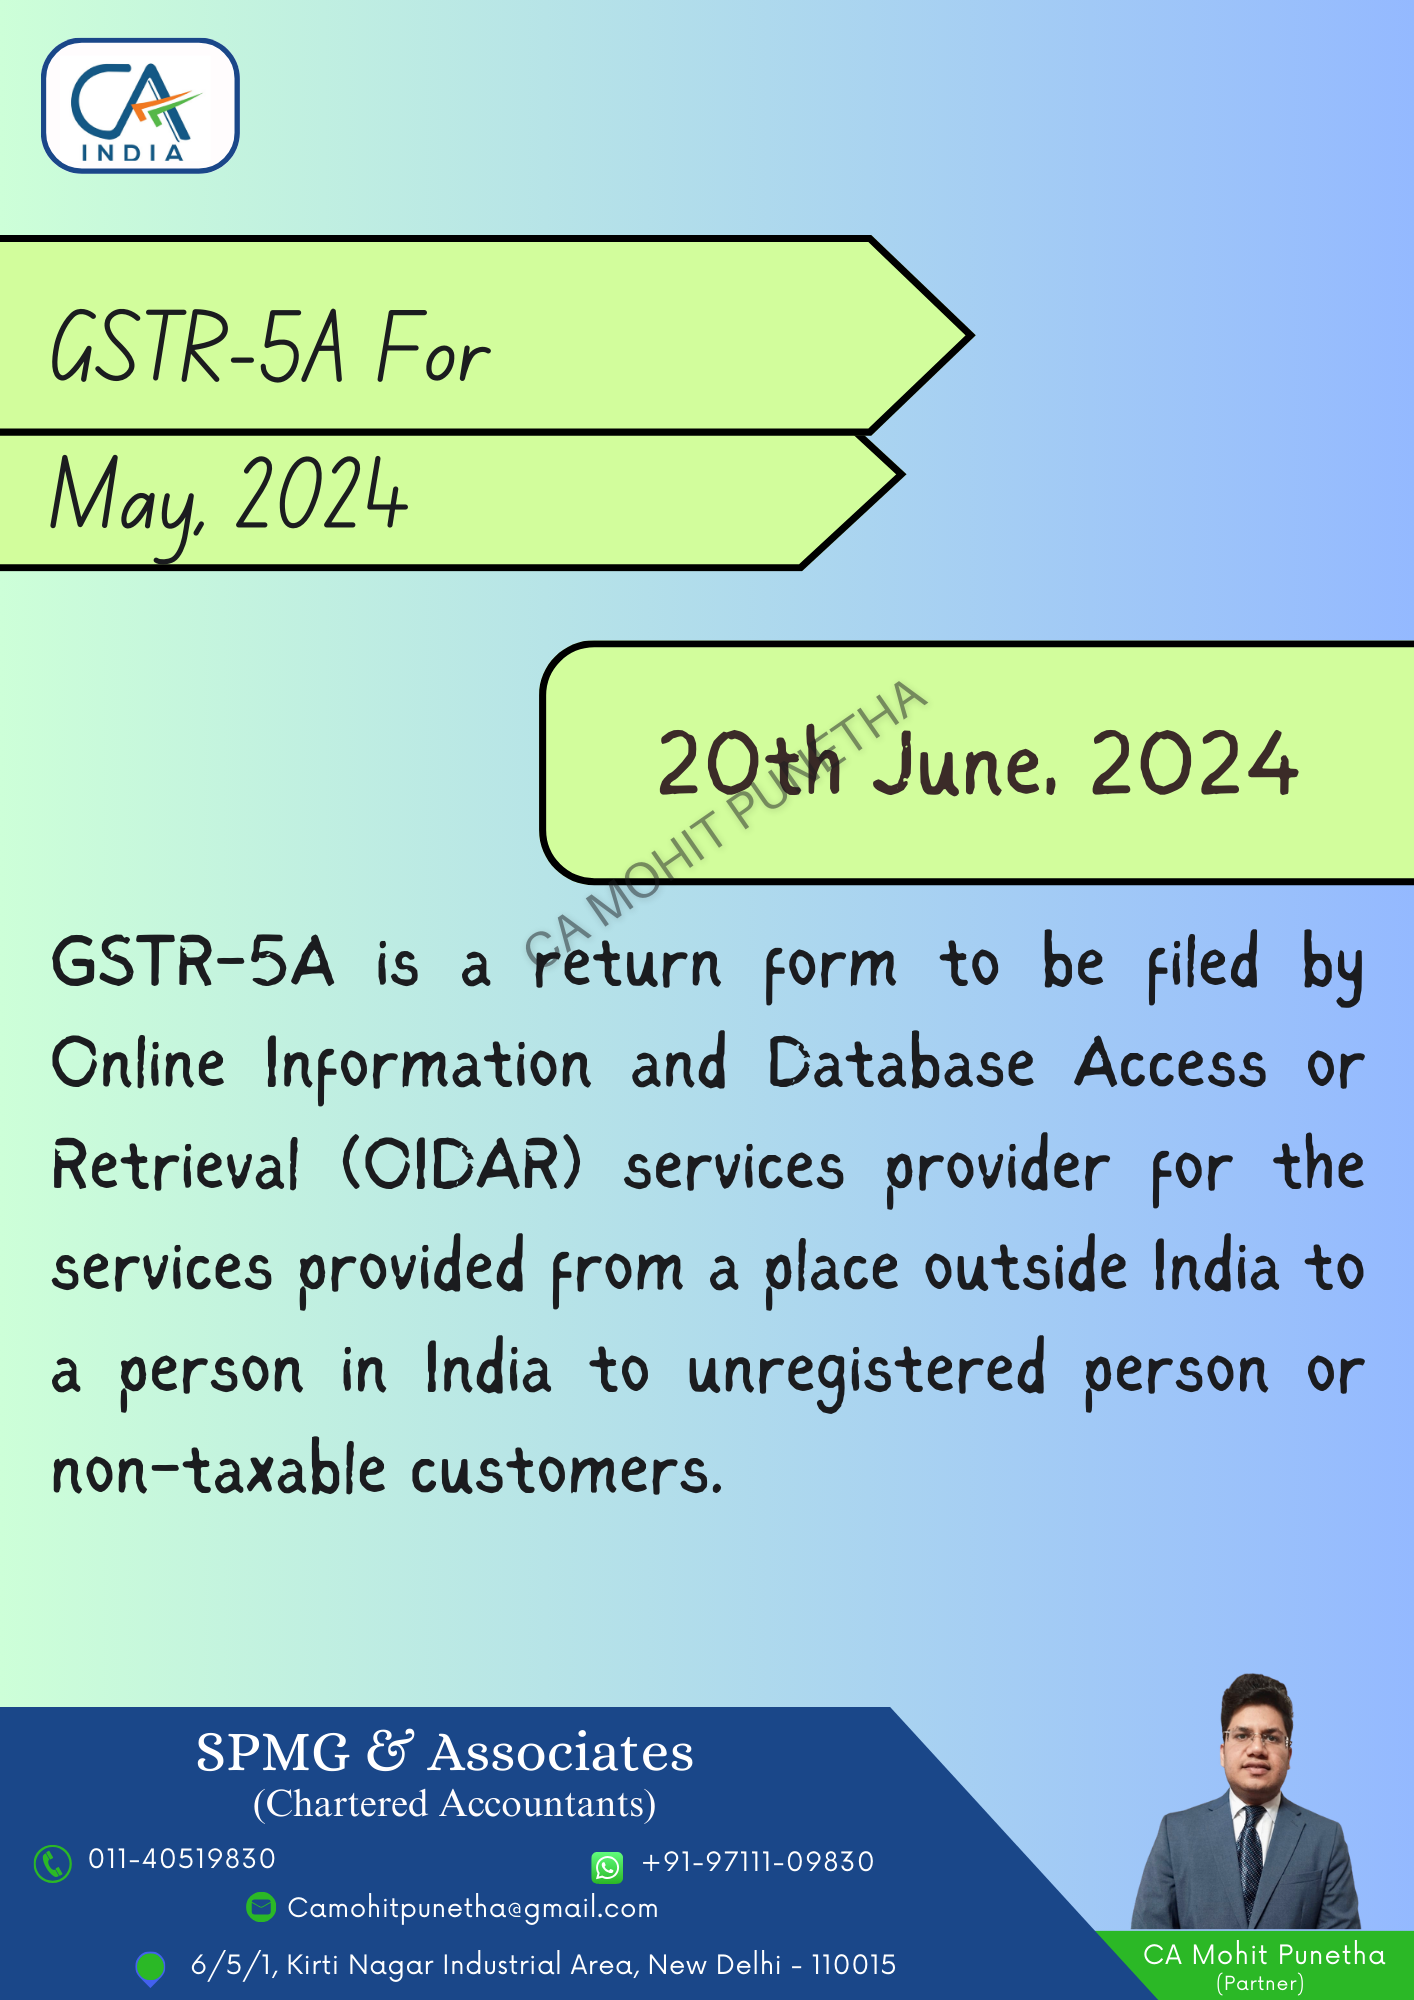 CA
INDIA
GSTR-5A For
May, 2024
20th June, 2024
CA MOHIT PUNETHA
GSTR-5A is a return form to be filed by
Online Information and Database Access or
Retrieval (OIDAR) services provider for the
services provided from a place outside India to
a person in India to unregistered person or
non-taxable customers.
SPMG & Associates
(Chartered Accountants)
011-40519830
+91-97111-09830
Camohitpunetha@gmail.com
6/5/1, Kirti Nagar Industrial Area, New Delhi - 110015
CA Mohit Punetha
(Partner)